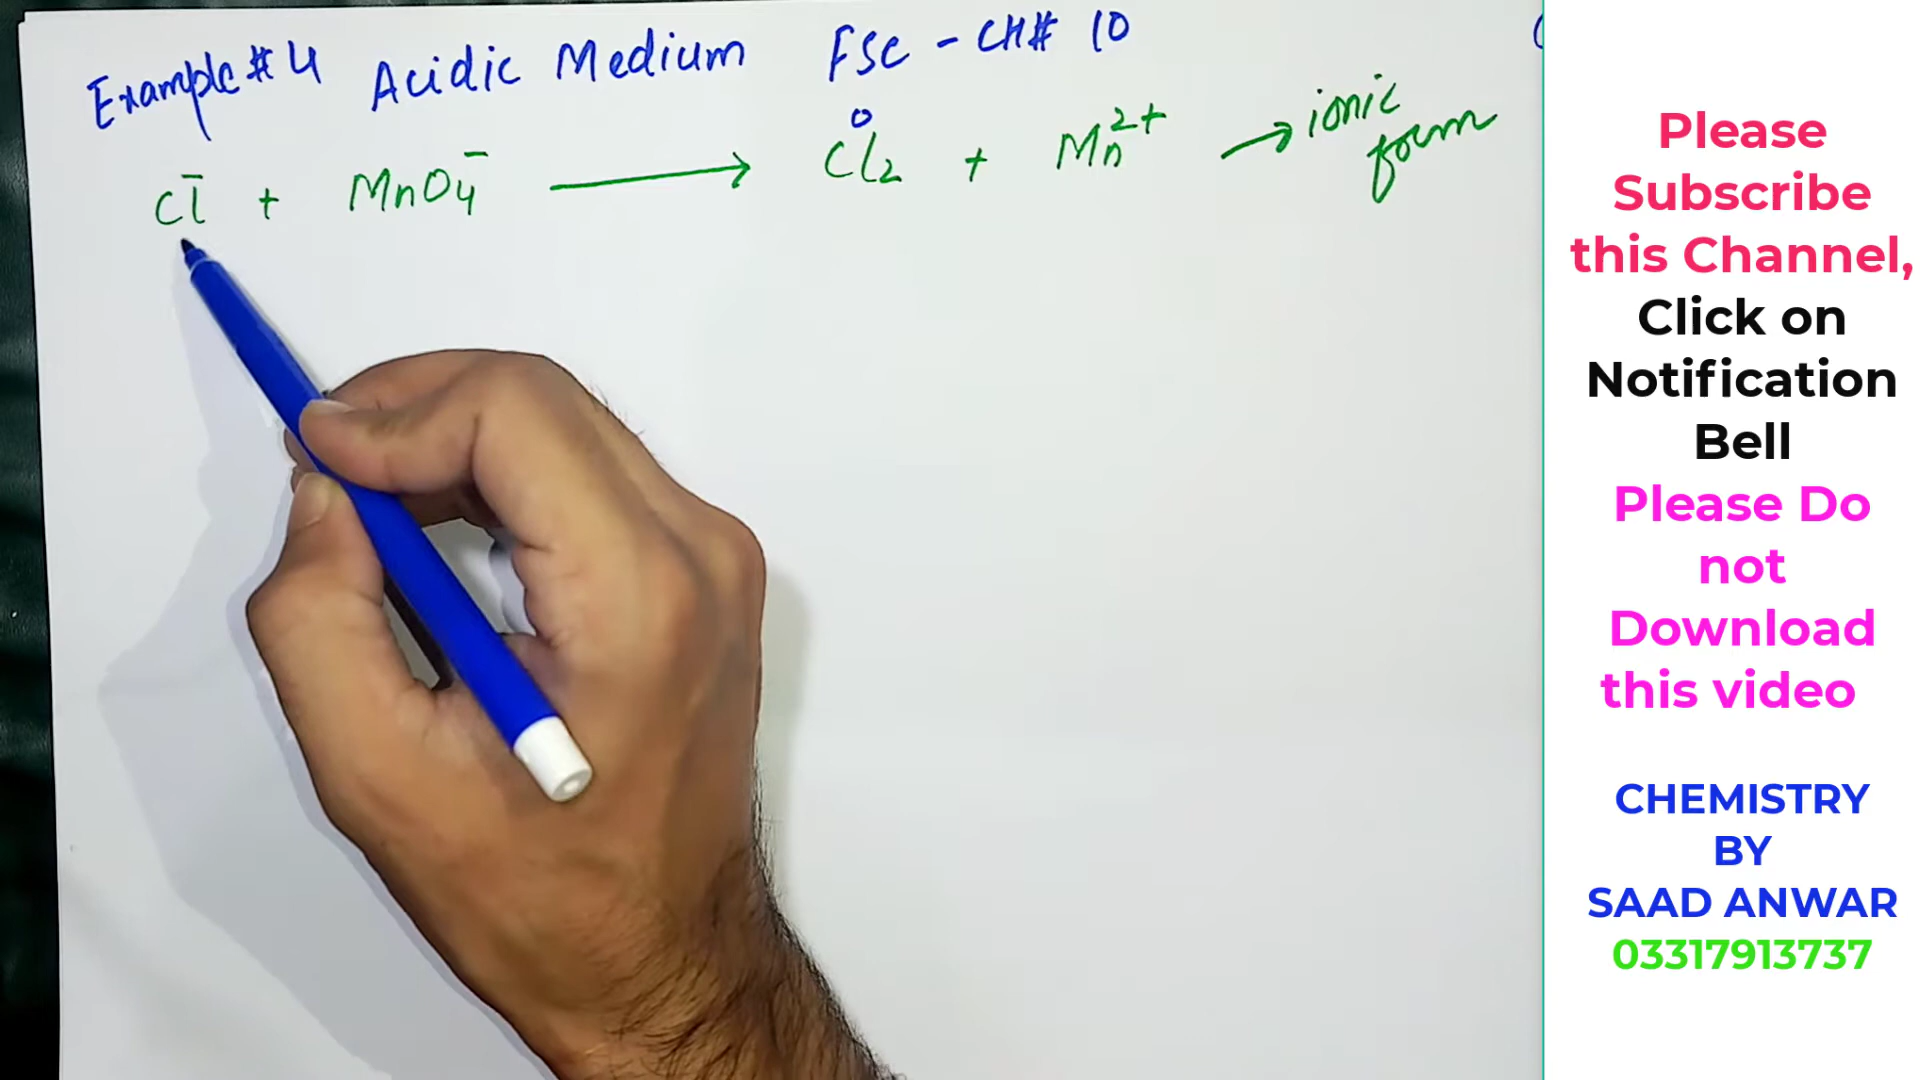 Example # 4 Acidic Medium FSc - CH# 10
0
Cl⁻ + MnO4⁻ ⟶ Cl2 + Mn²⁺ → ionic
form
Please
Subscribe
this Channel,
Click on
Notification
Bell
Please Do
not
Download
this video
CHEMISTRY
BY
SAAD ANWAR
03317913737